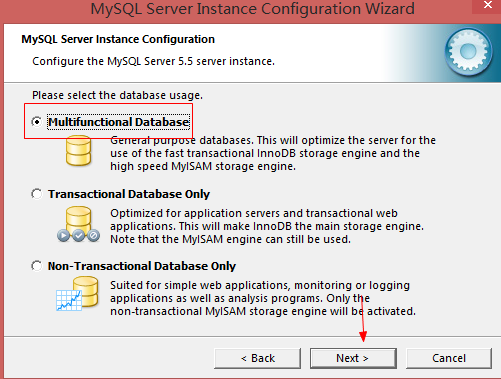 MySQL Server Instance Configuration Wizard
MySQL Server Instance Configuration
Configure the MySQL Server 5.5 server instance.
Please select the database usage.
Multifunctional Database
General purpose databases. This will optimize the server for the
use of the fast transactional InnoDB storage engine and the
high speed MyISAM storage engine.
Transactional Database Only
Optimized for application servers and transactional web
applications. This will make InnoDB the main storage engine.
Note that the MyISAM engine can still be used.
Non-Transactional Database Only
Suited for simple web applications, monitoring or logging
applications as well as analysis programs. Only the
non-transactional MyISAM storage engine will be activated.
< Back
Next >
Cancel